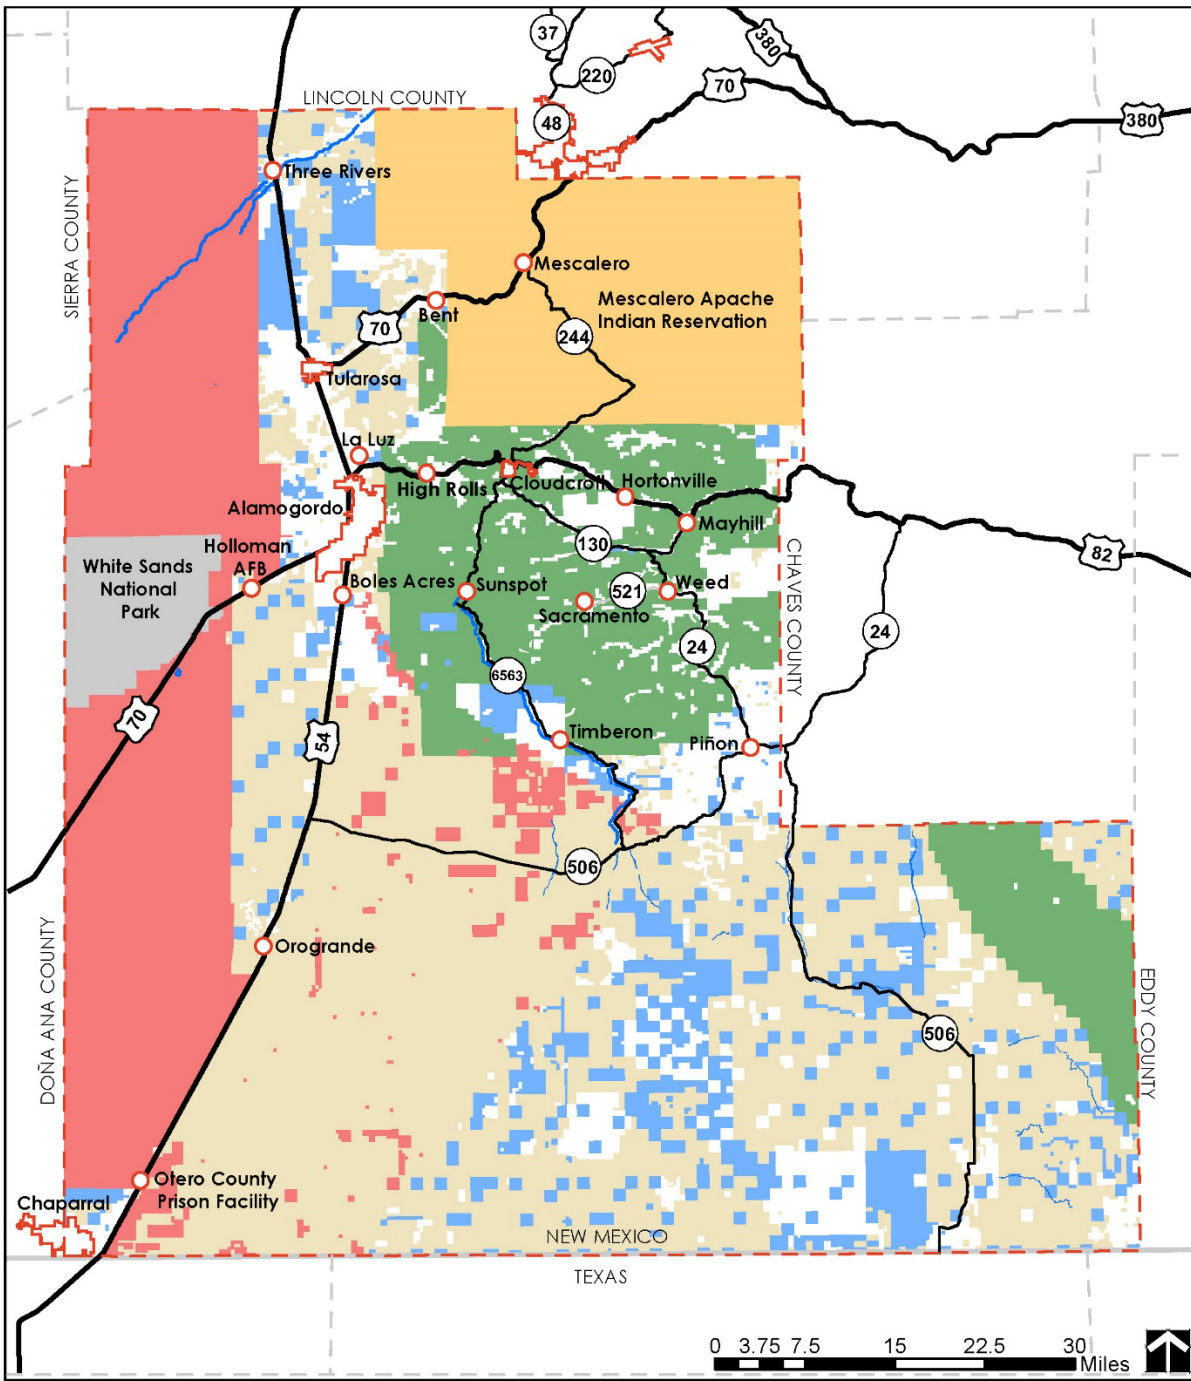 37
380
220
70
LINCOLN COUNTY
48
380
Three Rivers
SIERRA COUNTY
Mescalero
Mescalero Apache
Indian Reservation
Bent
70
244
Tularosa
La Luz
High Rolls
Cloudcroft
Hortonville
Alamogordo
Mayhill
Holloman
AFB
130
82
White Sands
National
Park
Boles Acres
Sunspot
521
Weed
Sacramento
CHAVES COUNTY
24
24
6563
70
54
Timberon
Piñon
506
DOÑA ANA COUNTY
Orogrande
EDDY COUNTY
506
Otero County
Prison Facility
Chaparral
NEW MEXICO
TEXAS
0 3.75 7.5 15 22.5 30
Miles